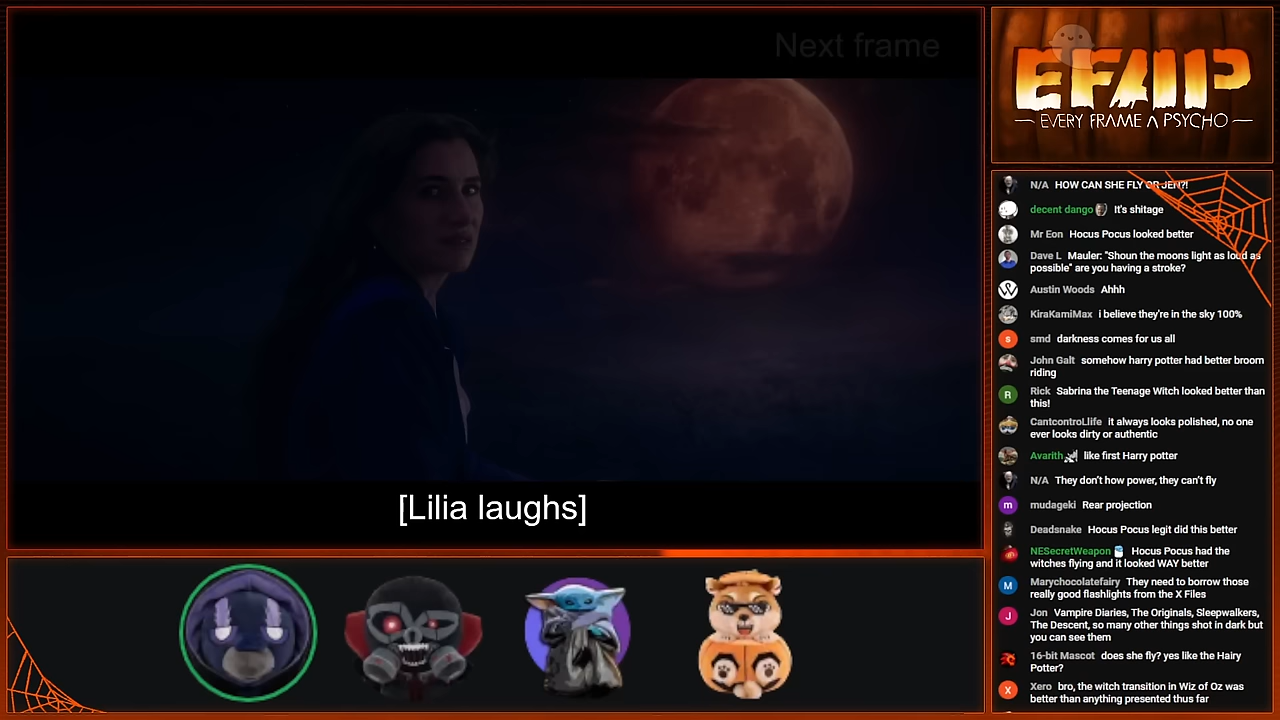 Next frame
[Lilia laughs]
EFAP
EVERY FRAME A PSYCHO
N/A HOW CAN SHE FLY OR JEN?!
decent dango It's shitage
Mr Eon Hocus Pocus looked better
Dave L Mauler: "Shoun the moons light as loud as
possible" are you having a stroke?
Austin Woods Ahhh
KiraKamiMax i believe they're in the sky 100%
s smd darkness comes for us all
John Galt somehow harry potter had better broom
riding
R Rick Sabrina the Teenage Witch looked better than
this!
CantcontroLlife it always looks polished, no one
ever looks dirty or authentic
Avarith like first Harry potter
N/A They don't how power, they can't fly
m mudageki Rear projection
Deadsnake Hocus Pocus legit did this better
NESecretWeapon Hocus Pocus had the
witches flying and it looked WAY better
M Marychocolatefairy They need to borrow those
really good flashlights from the X Files
J Jon Vampire Diaries, The Originals, Sleepwalkers,
The Descent, so many other things shot in dark but
you can see them
16-bit Mascot does she fly? yes like the Hairy
Potter?
X Xero bro, the witch transition in Wiz of Oz was
better than anything presented thus far